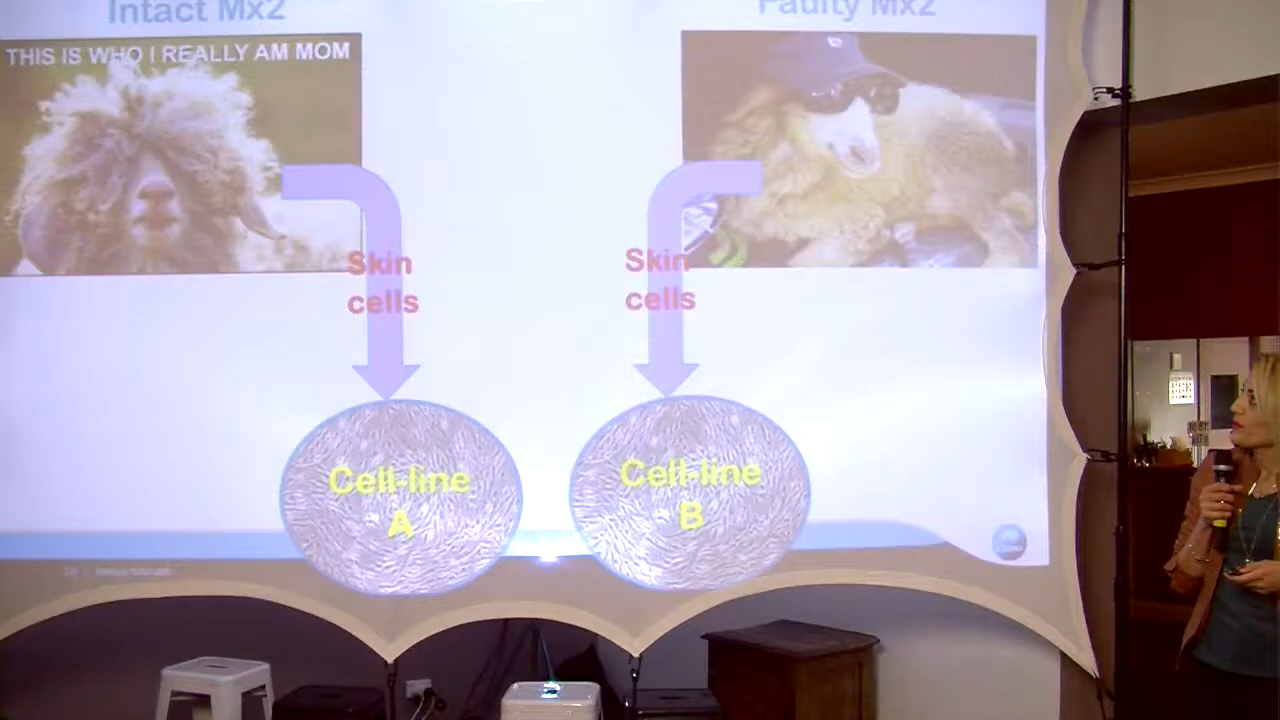 Intact Mx2
Faulty Mx2
THIS IS WHO I REALLY AM MOM
Skin
cells
Skin
cells
Cell-line
A
Cell-line
B